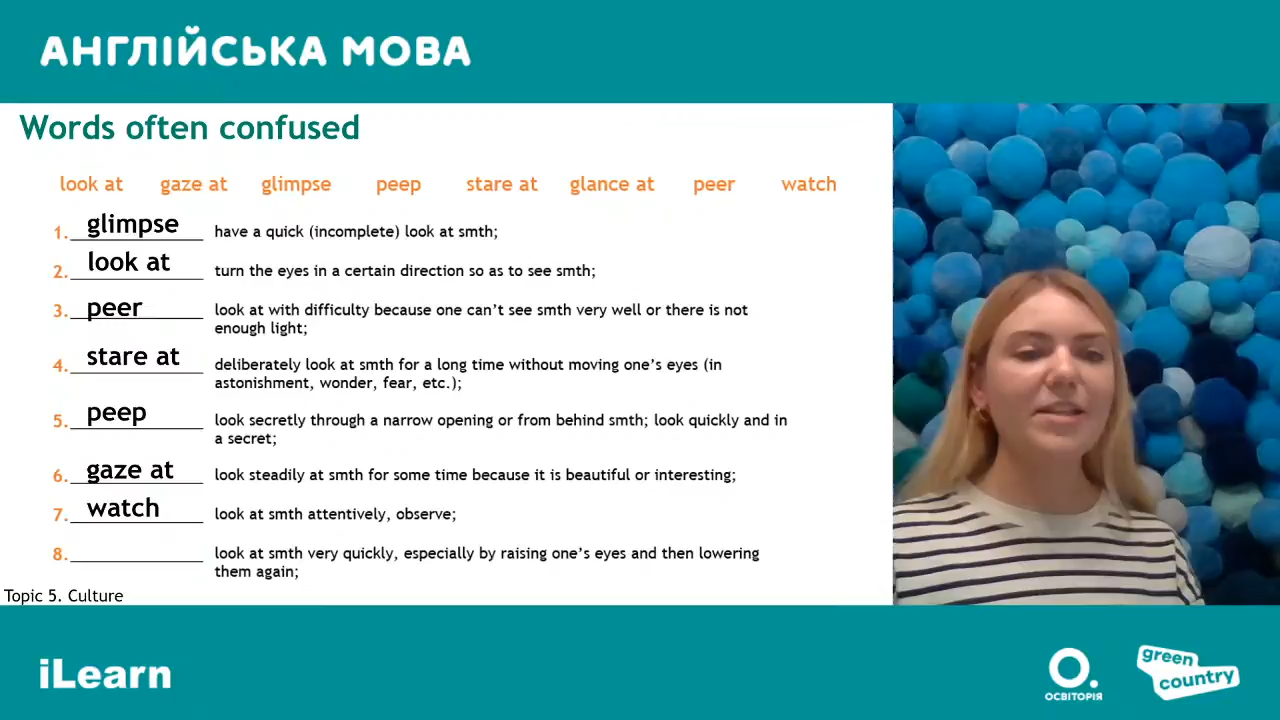 АНГЛІЙСЬКА МОВА
Words often confused
look at gaze at glimpse peep stare at glance at peer watch
1. glimpse have a quick (incomplete) look at smth;
2. look at turn the eyes in a certain direction so as to see smth;
3. peer look at with difficulty because one can’t see smth very well or there is not
enough light;
4. stare at deliberately look at smth for a long time without moving one’s eyes (in
astonishment, wonder, fear, etc.);
5. peep look secretly through a narrow opening or from behind smth; look quickly and in
a secret;
6. gaze at look steadily at smth for some time because it is beautiful or interesting;
7. watch look at smth attentively, observe;
8. ____________ look at smth very quickly, especially by raising one’s eyes and then lowering
them again;
Topic 5. Culture
iLearn
О.
ОСВІТОРІЯ
green
country